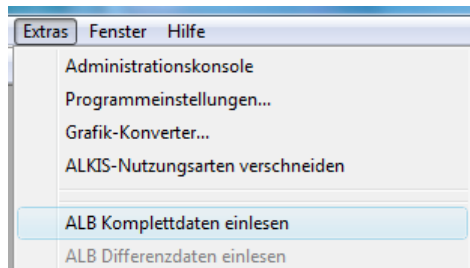 Extras Fenster Hilfe
Administrationskonsole
Programmeinstellungen...
Grafik-Konverter...
ALKIS-Nutzungsarten verschneiden
ALB Komplettdaten einlesen
ALB Differenzdaten einlesen